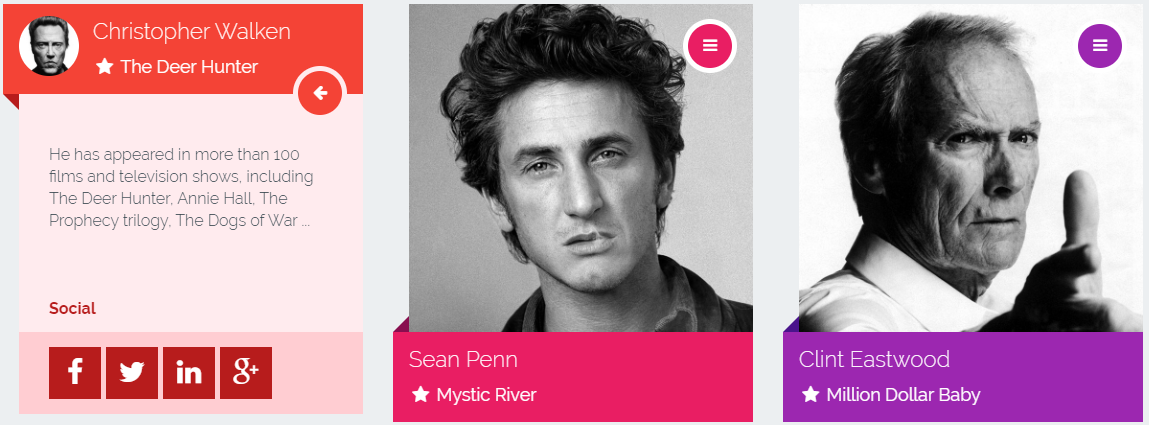 Christopher Walken
The Deer Hunter
He has appeared in more than 100
films and television shows, including
The Deer Hunter, Annie Hall, The
Prophecy trilogy, The Dogs of War ...
Social
Sean Penn
Mystic River
Clint Eastwood
Million Dollar Baby